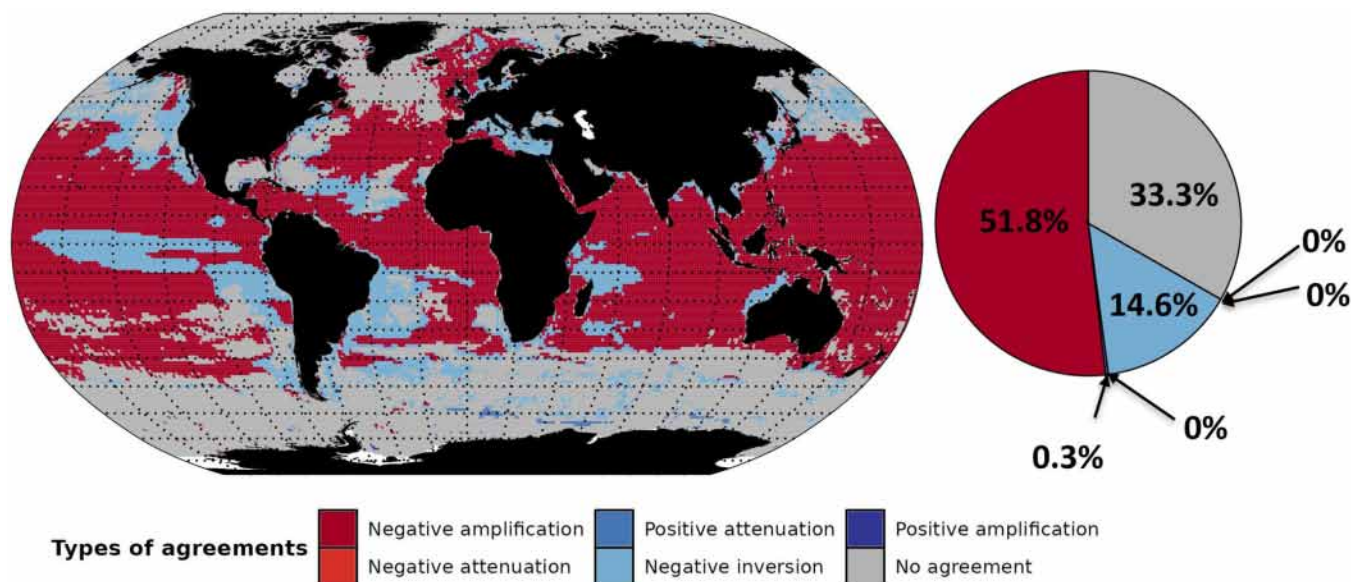 33.3%
51.8%
0%
0%
14.6%
0%
0.3%
Negative amplification Positive attenuation Positive amplification
Types of agreements
Negative attenuation Negative inversion No agreement